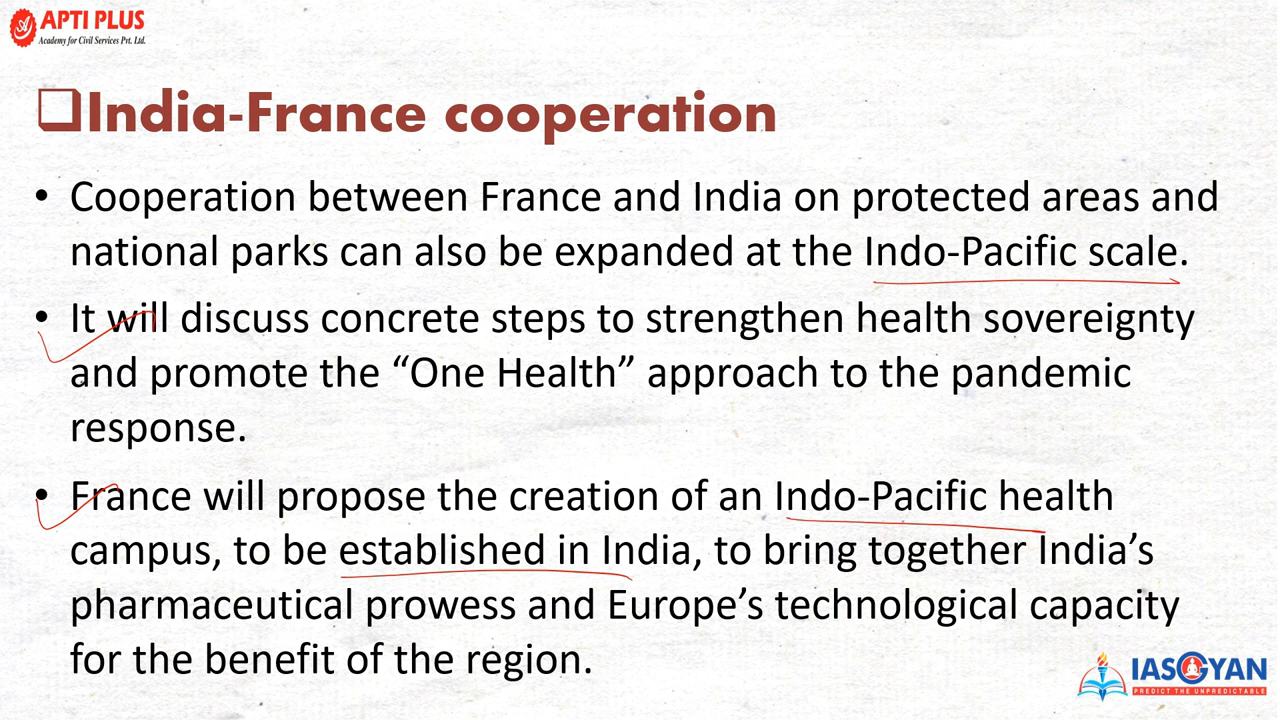 APTI PLUS
Academy for Civil Services Pvt. Ltd.
India-France cooperation
• Cooperation between France and India on protected areas and
national parks can also be expanded at the Indo-Pacific scale.
• It will discuss concrete steps to strengthen health sovereignty
and promote the “One Health” approach to the pandemic
response.
• France will propose the creation of an Indo-Pacific health
campus, to be established in India, to bring together India’s
pharmaceutical prowess and Europe’s technological capacity
for the benefit of the region.
IASGYAN
PREDICT THE UNPREDICTABLE